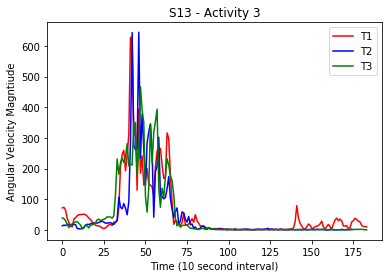 S13 - Activity 3
T1
T2
T3
Angular Velocity Magntiude
600
500
400
300
200
100
0
0 25 50 75 100 125 150 175
Time (10 second interval)